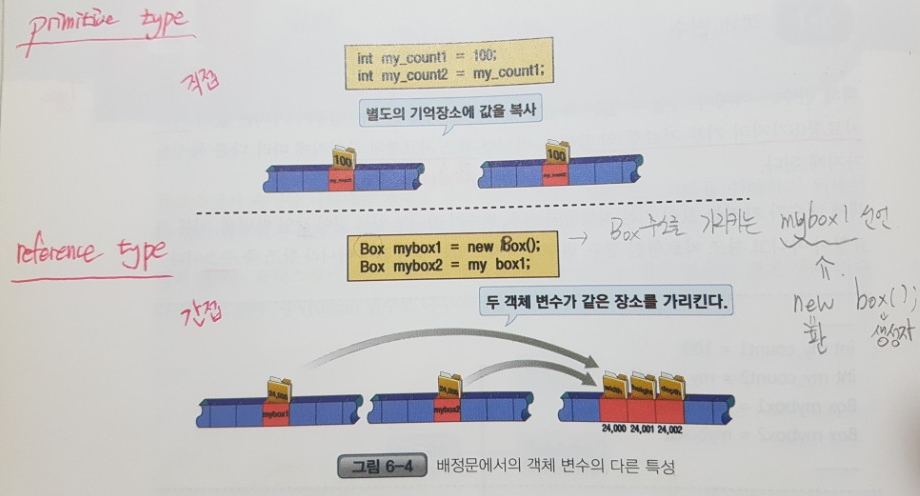 primitive type
직접
int my_count1 = 100;
int my_count2 = my_count1;
별도의 기억장소에 값을 복사
100
my_count1
100
my_count2
reference type
간접
Box mybox1 = new Box();
Box mybox2 = my box1;
→ Box 주소를 가리키는 mybox1 선언
new box();
생성자
두 객체 변수가 같은 장소를 가리킨다.
24,000
mybox1
24,000
mybox2
width height depth
24,000 24,001 24,002
그림 6-4 배정문에서의 객체 변수의 다른 특성